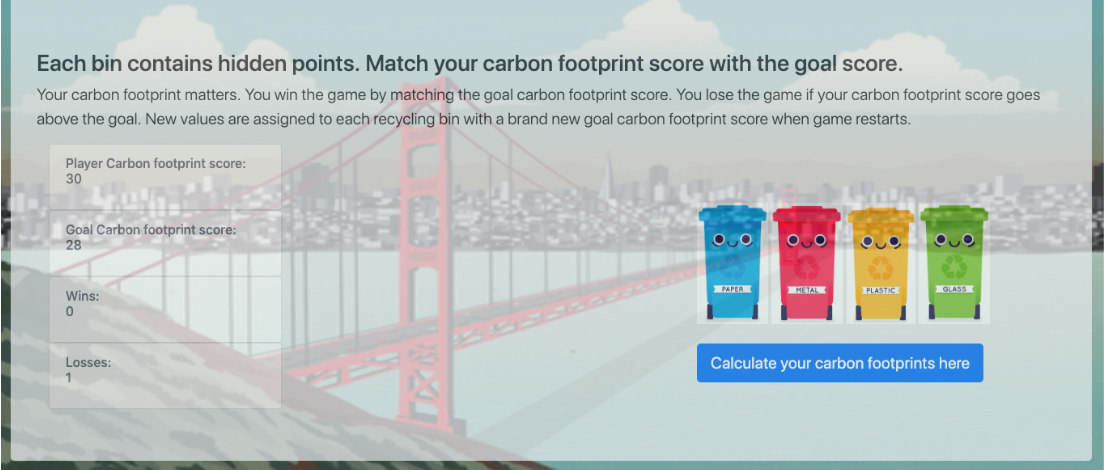 Each bin contains hidden points. Match your carbon footprint score with the goal score.
Your carbon footprint matters. You win the game by matching the goal carbon footprint score. You lose the game if your carbon footprint score goes
above the goal. New values are assigned to each recycling bin with a brand new goal carbon footprint score when game restarts.
Player Carbon footprint score:
30
Goal Carbon footprint score:
28
Wins:
0
Losses:
1
PAPER
METAL
PLASTIC
GLASS
Calculate your carbon footprints here